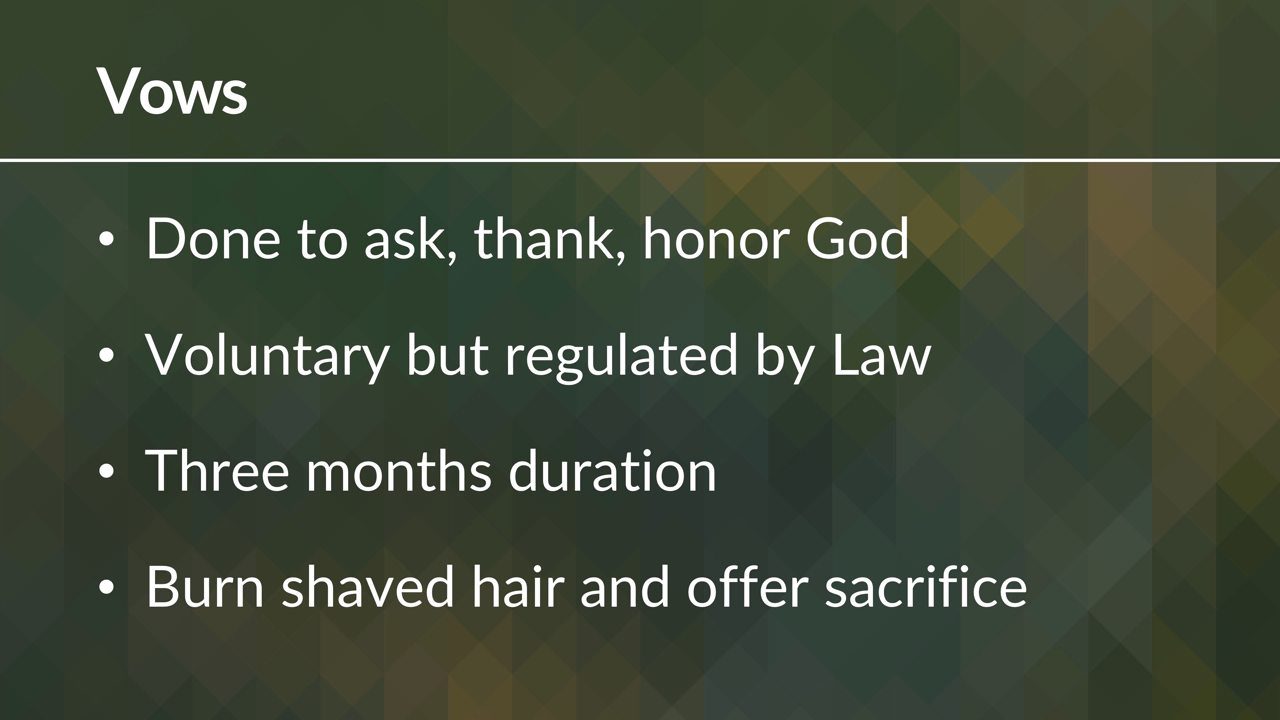 Vows
• Done to ask, thank, honor God
• Voluntary but regulated by Law
• Three months duration
• Burn shaved hair and offer sacrifice